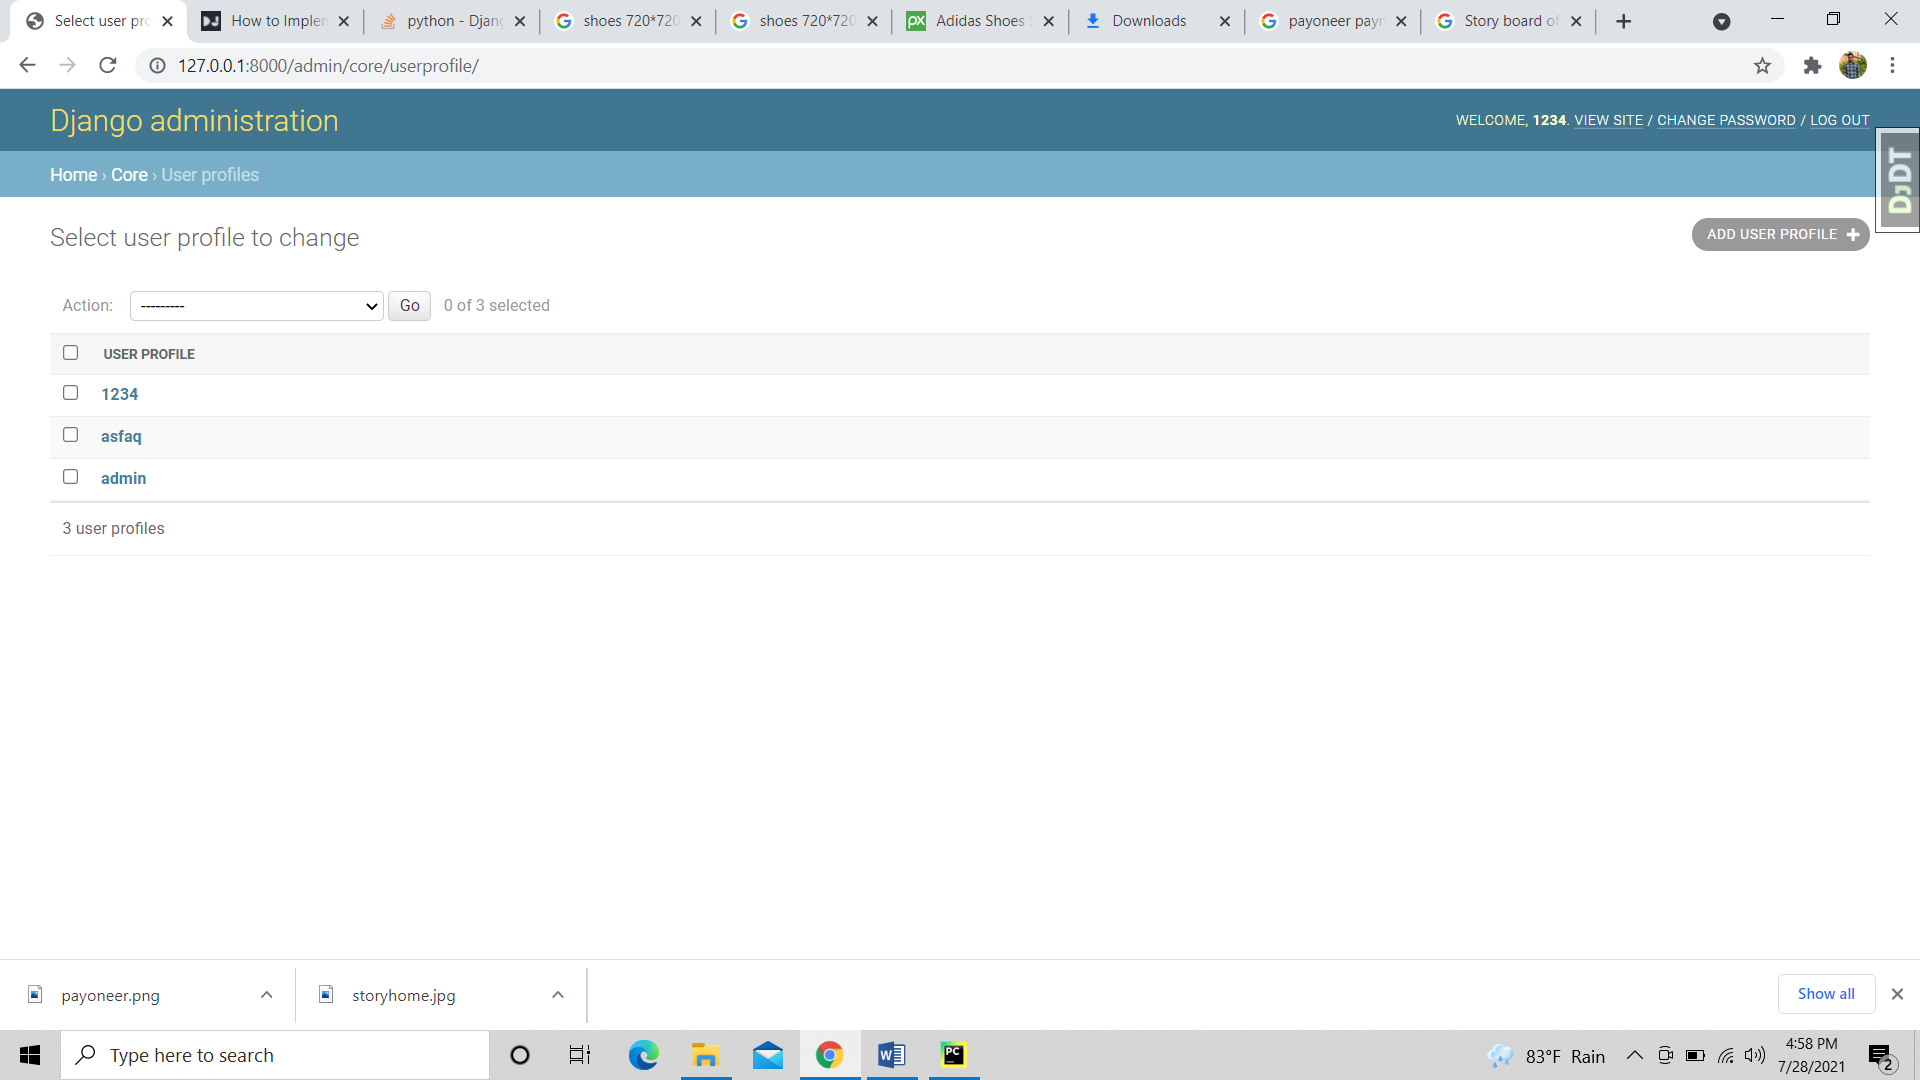 Select user pro
How to Implem
python - Djang
shoes 720*720
shoes 720*720
px
Adidas Shoes
Downloads
payoneer payn
Story board of
127.0.0.1:8000/admin/core/userprofile/
Django administration
WELCOME, 1234. VIEW SITE / CHANGE PASSWORD / LOG OUT
DJDT
Home › Core › User profiles
Select user profile to change
ADD USER PROFILE +
Action: --------- Go 0 of 3 selected
USER PROFILE
1234
asfaq
admin
3 user profiles
payoneer.png
storyhome.jpg
Show all
Type here to search
W
PC
83°F Rain
4:58 PM
7/28/2021
2